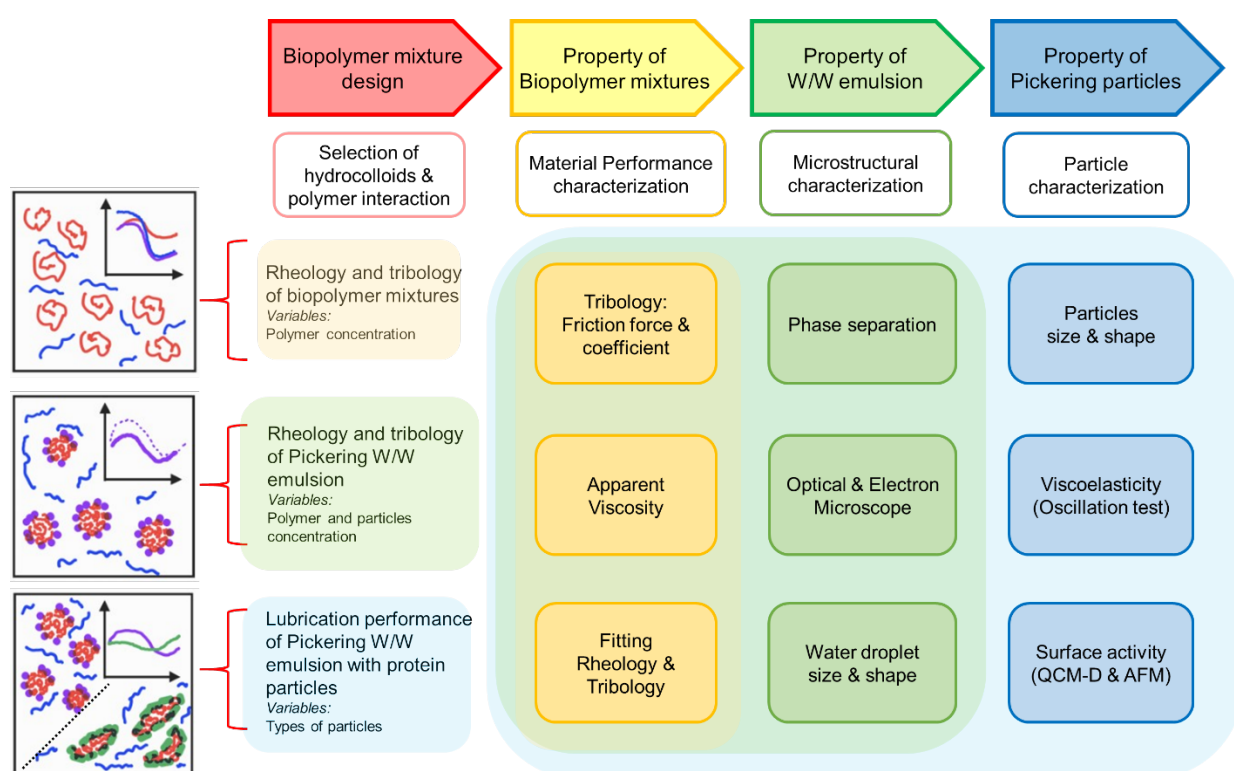 Biopolymer mixture
design
Property of
Biopolymer mixtures
Property of
W/W emulsion
Property of
Pickering particles
Selection of
hydrocolloids &
polymer interaction
Material Performance
characterization
Microstructural
characterization
Particle
characterization
Rheology and tribology
of biopolymer mixtures
Variables:
Polymer concentration
Tribology:
Friction force &
coefficient
Phase separation
Particles
size & shape
Rheology and tribology
of Pickering W/W
emulsion
Variables:
Polymer and particles
concentration
Apparent
Viscosity
Optical & Electron
Microscope
Viscoelasticity
(Oscillation test)
Lubrication performance
of Pickering W/W
emulsion with protein
particles
Variables:
Types of particles
Fitting
Rheology &
Tribology
Water droplet
size & shape
Surface activity
(QCM-D & AFM)